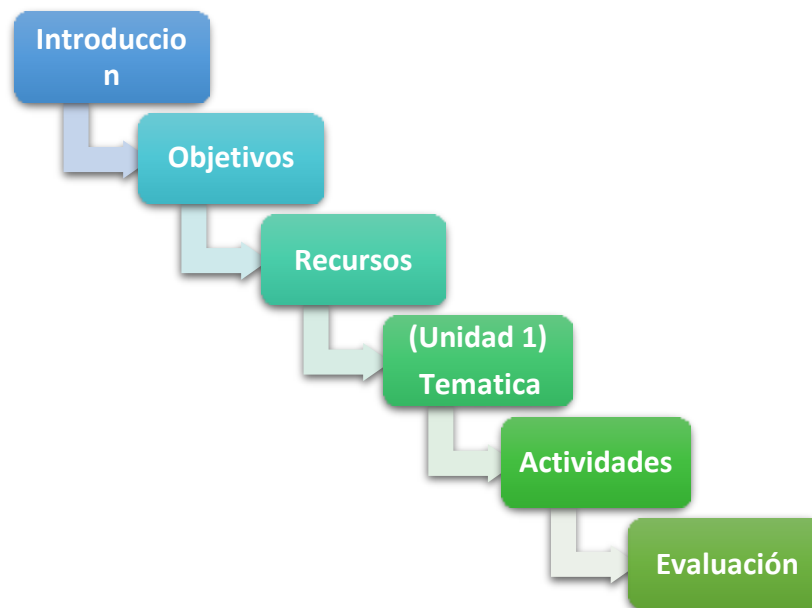 Introduccio
n
Objetivos
Recursos
(Unidad 1)
Tematica
Actividades
Evaluación